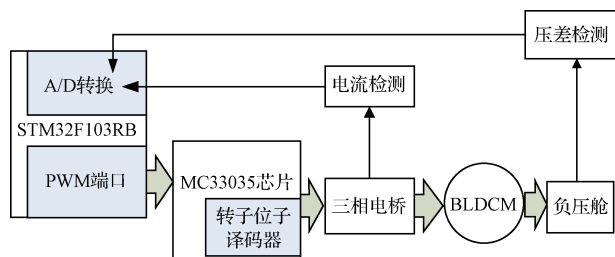 压差检测
A/D转换
电流检测
STM32F103RB
PWM端口
MC33035芯片
转子位子
译码器
三相电桥
BLDCM
负压舱